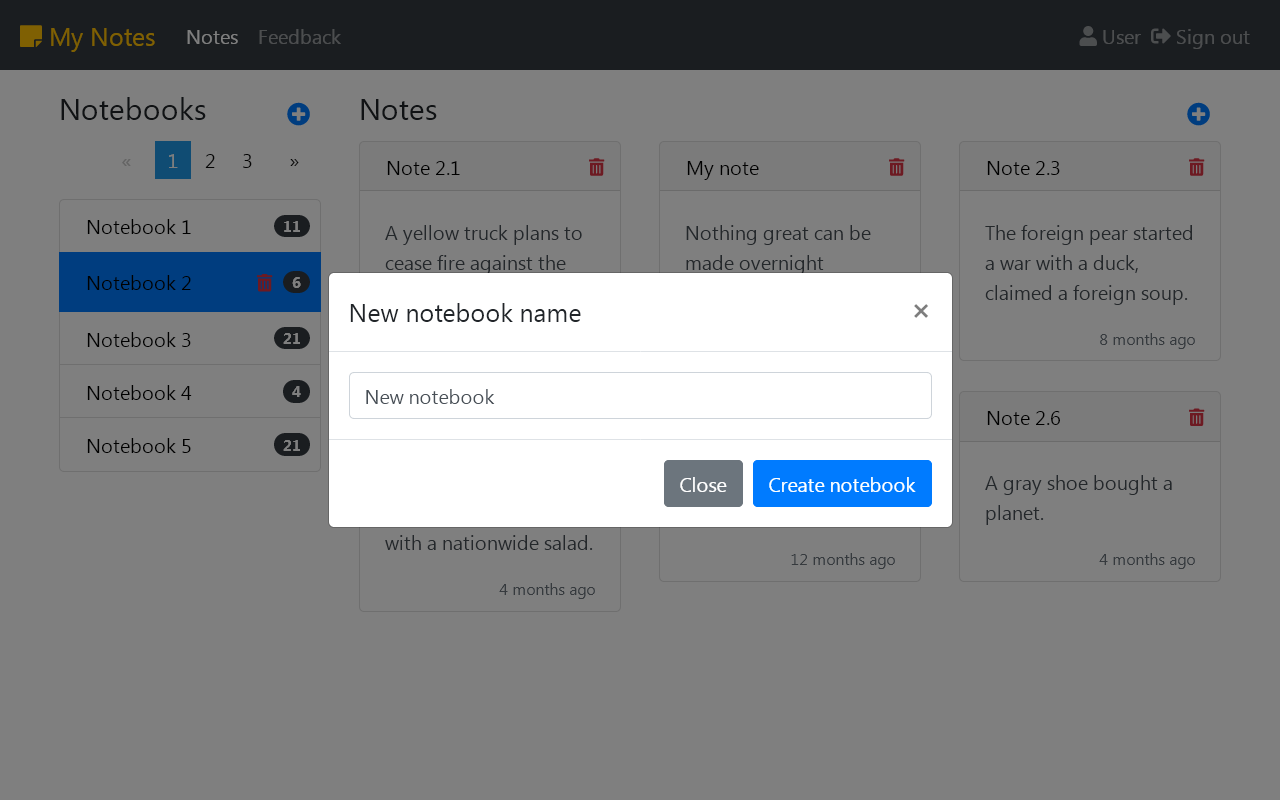 My Notes
Notes
Feedback
User
Sign out
Notebooks
« 1 2 3 »
Notebook 1
11
Notebook 2
6
Notebook 3
21
Notebook 4
4
Notebook 5
21
Notes
Note 2.1
A yellow truck plans to
cease fire against the
with a nationwide salad.
4 months ago
My note
Nothing great can be
made overnight
12 months ago
Note 2.3
The foreign pear started
a war with a duck,
claimed a foreign soup.
8 months ago
Note 2.6
A gray shoe bought a
planet.
4 months ago
New notebook name
×
New notebook
Close
Create notebook